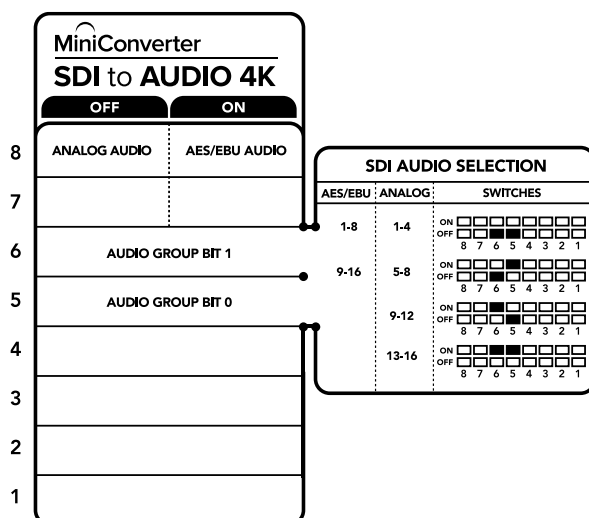 MiniConverter
SDI to AUDIO 4K
OFF ON
8 ANALOG AUDIO AES/EBU AUDIO
7
6 AUDIO GROUP BIT 1
5 AUDIO GROUP BIT 0
4
3
2
1
SDI AUDIO SELECTION
AES/EBU ANALOG SWITCHES
1-8 1-4 ON
OFF
8 7 6 5 4 3 2 1
9-16 5-8 ON
OFF
8 7 6 5 4 3 2 1
9-12 ON
OFF
8 7 6 5 4 3 2 1
13-16 ON
OFF
8 7 6 5 4 3 2 1